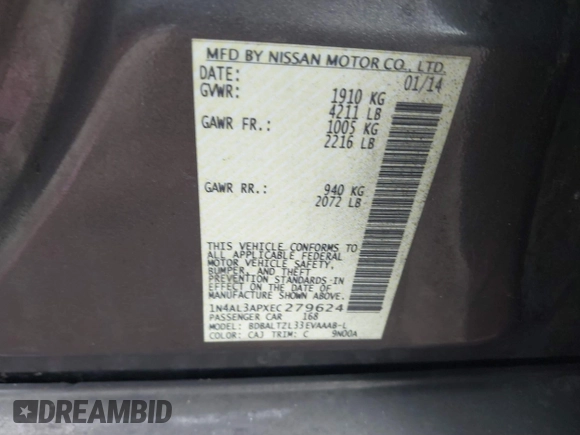 MFD BY NISSAN MOTOR CO., LTD.
DATE: 01/14
GVWR: 1910 KG
4211 LB
GAWR FR.: 1005 KG
2216 LB
GAWR RR.: 940 KG
2072 LB
THIS VEHICLE CONFORMS TO
ALL APPLICABLE FEDERAL
MOTOR VEHICLE SAFETY,
BUMPER, AND THEFT
PREVENTION STANDARDS IN
EFFECT ON THE DATE OF
MANUFACTURE SHOWN ABOVE.
1N4AL3APXEC279624
PASSENGER CAR 168
MODEL: BDBALTZL33EVAAAB-L
COLOR: CAJ TRIM: C 9N00A
DREAMBID